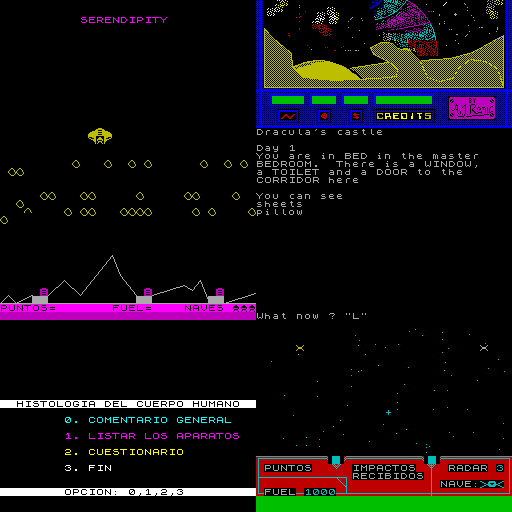 SERENDIPITY
PUNTOS= FUEL= NAVES
CREDITS
BY
Dracula's castle
Day 1
You are in BED in the master
BEDROOM. There is a WINDOW,
a TOILET and a DOOR to the
CORRIDOR here
You can see
sheets
pillow
What now ? "L"
HISTOLOGIA DEL CUERPO HUMANO
0. COMENTARIO GENERAL
1. LISTAR LOS APARATOS
2. CUESTIONARIO
3. FIN
OPCION: 0,1,2,3
PUNTOS IMPACTOS RADAR 3
RECIBIDOS
NAVE:
FUEL 1000